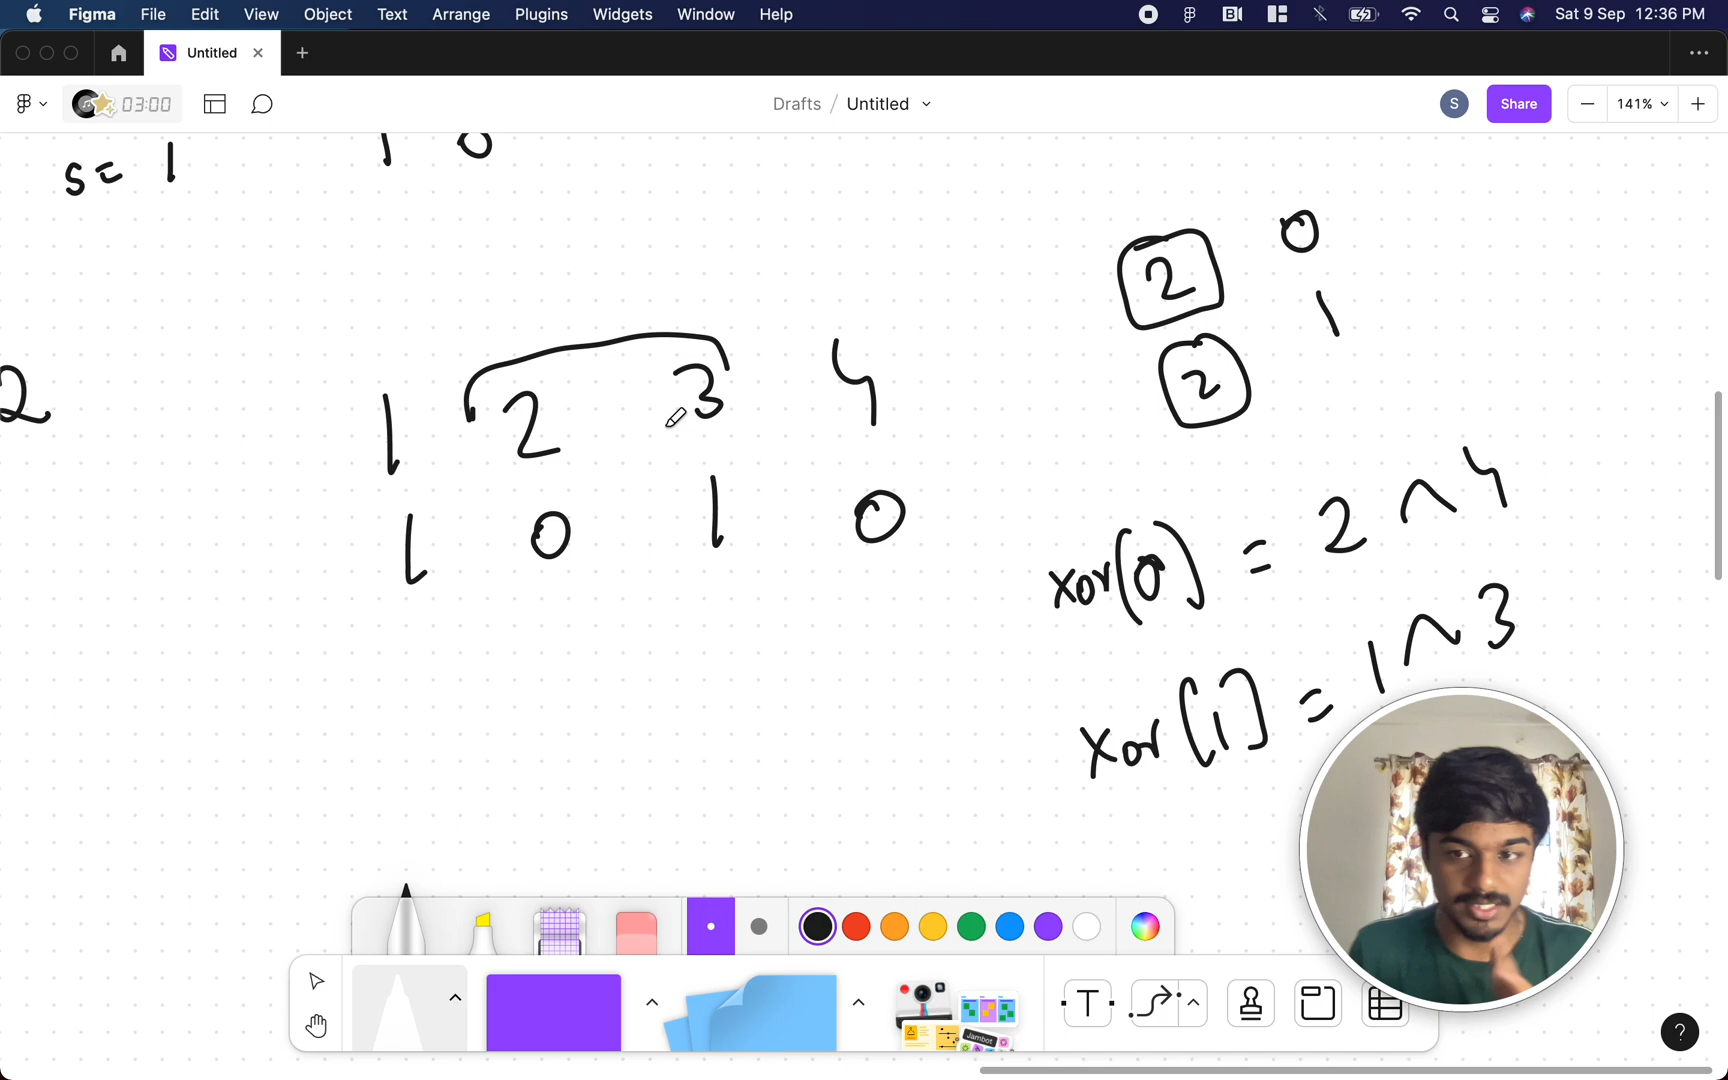 Figma File Edit View Object Text Arrange Plugins Widgets Window Help Sat 9 Sep 12:36 PM
Untitled
03:00 Drafts / Untitled S Share 141%
s= 1 1 0
2 0
1
2
2
1 2 3 4
1 0 1 0
xor(0) = 2 ^ 4
xor[1] = 1 ^ 3
T
Jambot
?